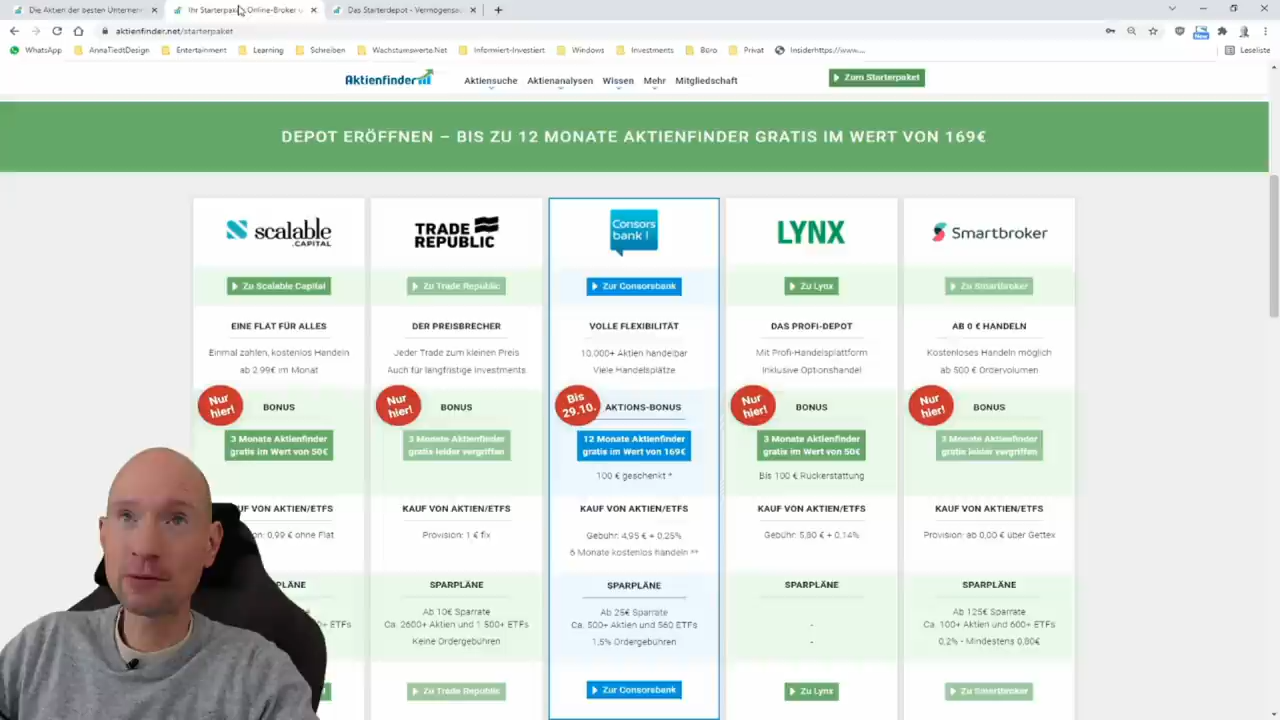 Die Aktien der besten Unternehm
Ihr Starterpaket
Online-Broker u
Das Starterdepot - Vermögensau
aktienfinder.net/starterpaket
WhatsApp
AnnaTiedtDesign
Entertainment
Learning
Schreiben
Wachstumswerte.Net
Informiert-Investiert
Windows
Investments
Büro
Privat
Insiderhttps://www....
Leseliste
Aktienfinder
Aktiensuche
Aktienanalysen
Wissen
Mehr
Mitgliedschaft
Zum Starterpaket
DEPOT ERÖFFNEN – BIS ZU 12 MONATE AKTIENFINDER GRATIS IM WERT VON 169€
scalable
.CAPITAL
Zu Scalable Capital
EINE FLAT FÜR ALLES
Einmal zahlen, kostenlos Handeln
ab 2.99€ im Monat
Nur
hier!
BONUS
3 Monate Aktienfinder
gratis im Wert von 50€
UF VON AKTIEN/ETFS
on: 0,99 € ohne Flat
PLÄNE
0+ ETFs
TRADE
REPUBLIC
Zu Trade Republic
DER PREISBRECHER
Jeder Trade zum kleinen Preis
Auch für langfristige Investments
Nur
hier!
BONUS
3 Monate Aktienfinder
gratis leider vergriffen
KAUF VON AKTIEN/ETFS
Provision: 1 € fix
SPARPLÄNE
Ab 10€ Sparrate
Ca. 2600+ Aktien und 1.500+ ETFs
Keine Ordergebühren
Zu Trade Republic
Consors
bank!
Zur Consorsbank
VOLLE FLEXIBILITÄT
10.000+ Aktien handelbar
Viele Handelsplätze
Bis
29.10.
AKTIONS-BONUS
12 Monate Aktienfinder
gratis im Wert von 169€
100 € geschenkt *
KAUF VON AKTIEN/ETFS
Gebühr: 4,95 € + 0,25%
6 Monate kostenlos handeln **
SPARPLÄNE
Ab 25€ Sparrate
Ca. 500+ Aktien und 560 ETFs
1,5% Ordergebühren
Zur Consorsbank
LYNX
Zu Lynx
DAS PROFI-DEPOT
Mit Profi-Handelsplattform
Inklusive Optionshandel
Nur
hier!
BONUS
3 Monate Aktienfinder
gratis im Wert von 50€
Bis 100 € Rückerstattung
KAUF VON AKTIEN/ETFS
Gebühr: 5,80 € + 0,14%
SPARPLÄNE
-
-
Zu Lynx
Smartbroker
Zu Smartbroker
AB 0 € HANDELN
Kostenloses Handeln möglich
ab 500 € Ordervolumen
Nur
hier!
BONUS
3 Monate Aktienfinder
gratis leider vergriffen
KAUF VON AKTIEN/ETFS
Provision: ab 0,00 € über Gettex
SPARPLÄNE
Ab 125€ Sparrate
Ca. 100+ Aktien und 600+ ETFs
0,2% - Mindestens 0,80€
Zu Smartbroker